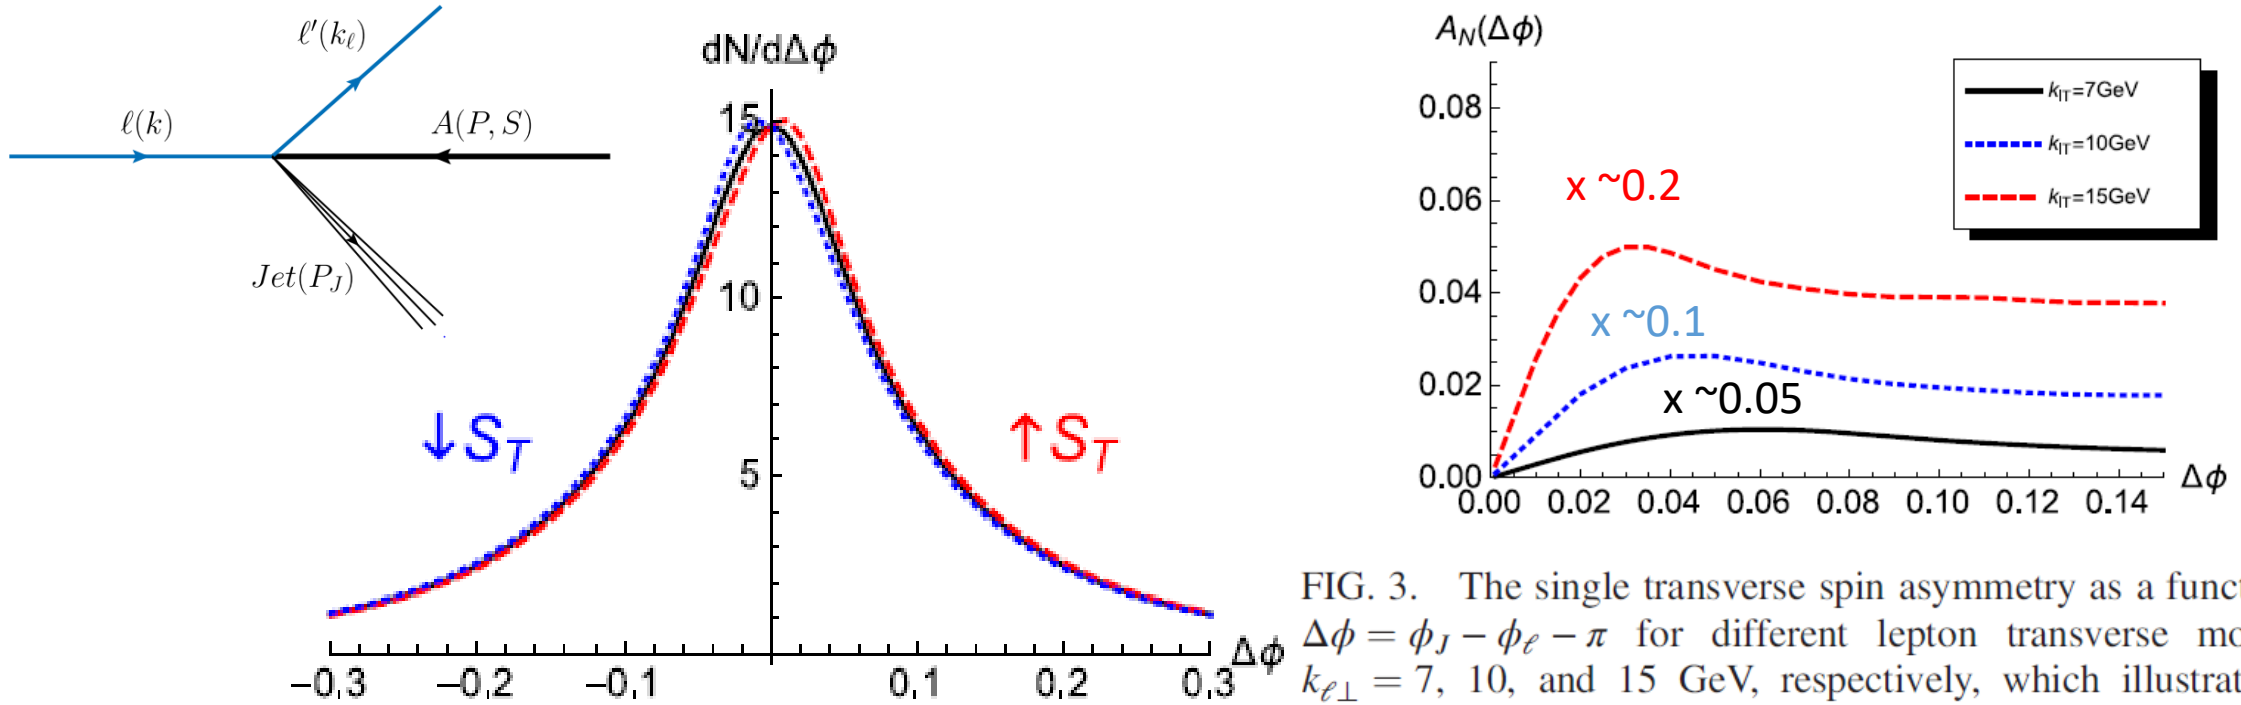 ℓ′(kℓ)
ℓ(k)
A(P, S)
Jet(P_J)
dN/dΔϕ
15
10
5
↓S_T
↑S_T
−0.3 −0.2 −0.1 0.1 0.2 0.3
Δϕ
A_N(Δϕ)
0.08
0.06
0.04
0.02
0.00
0.00 0.02 0.04 0.06 0.08 0.10 0.12 0.14
Δϕ
k_lT=7GeV
k_lT=10GeV
k_lT=15GeV
x ~0.2
x ~0.1
x ~0.05
FIG. 3. The single transverse spin asymmetry as a funct
Δϕ = ϕ_J − ϕ_ℓ − π for different lepton transverse mo
k_ℓ⊥ = 7, 10, and 15 GeV, respectively, which illustrat